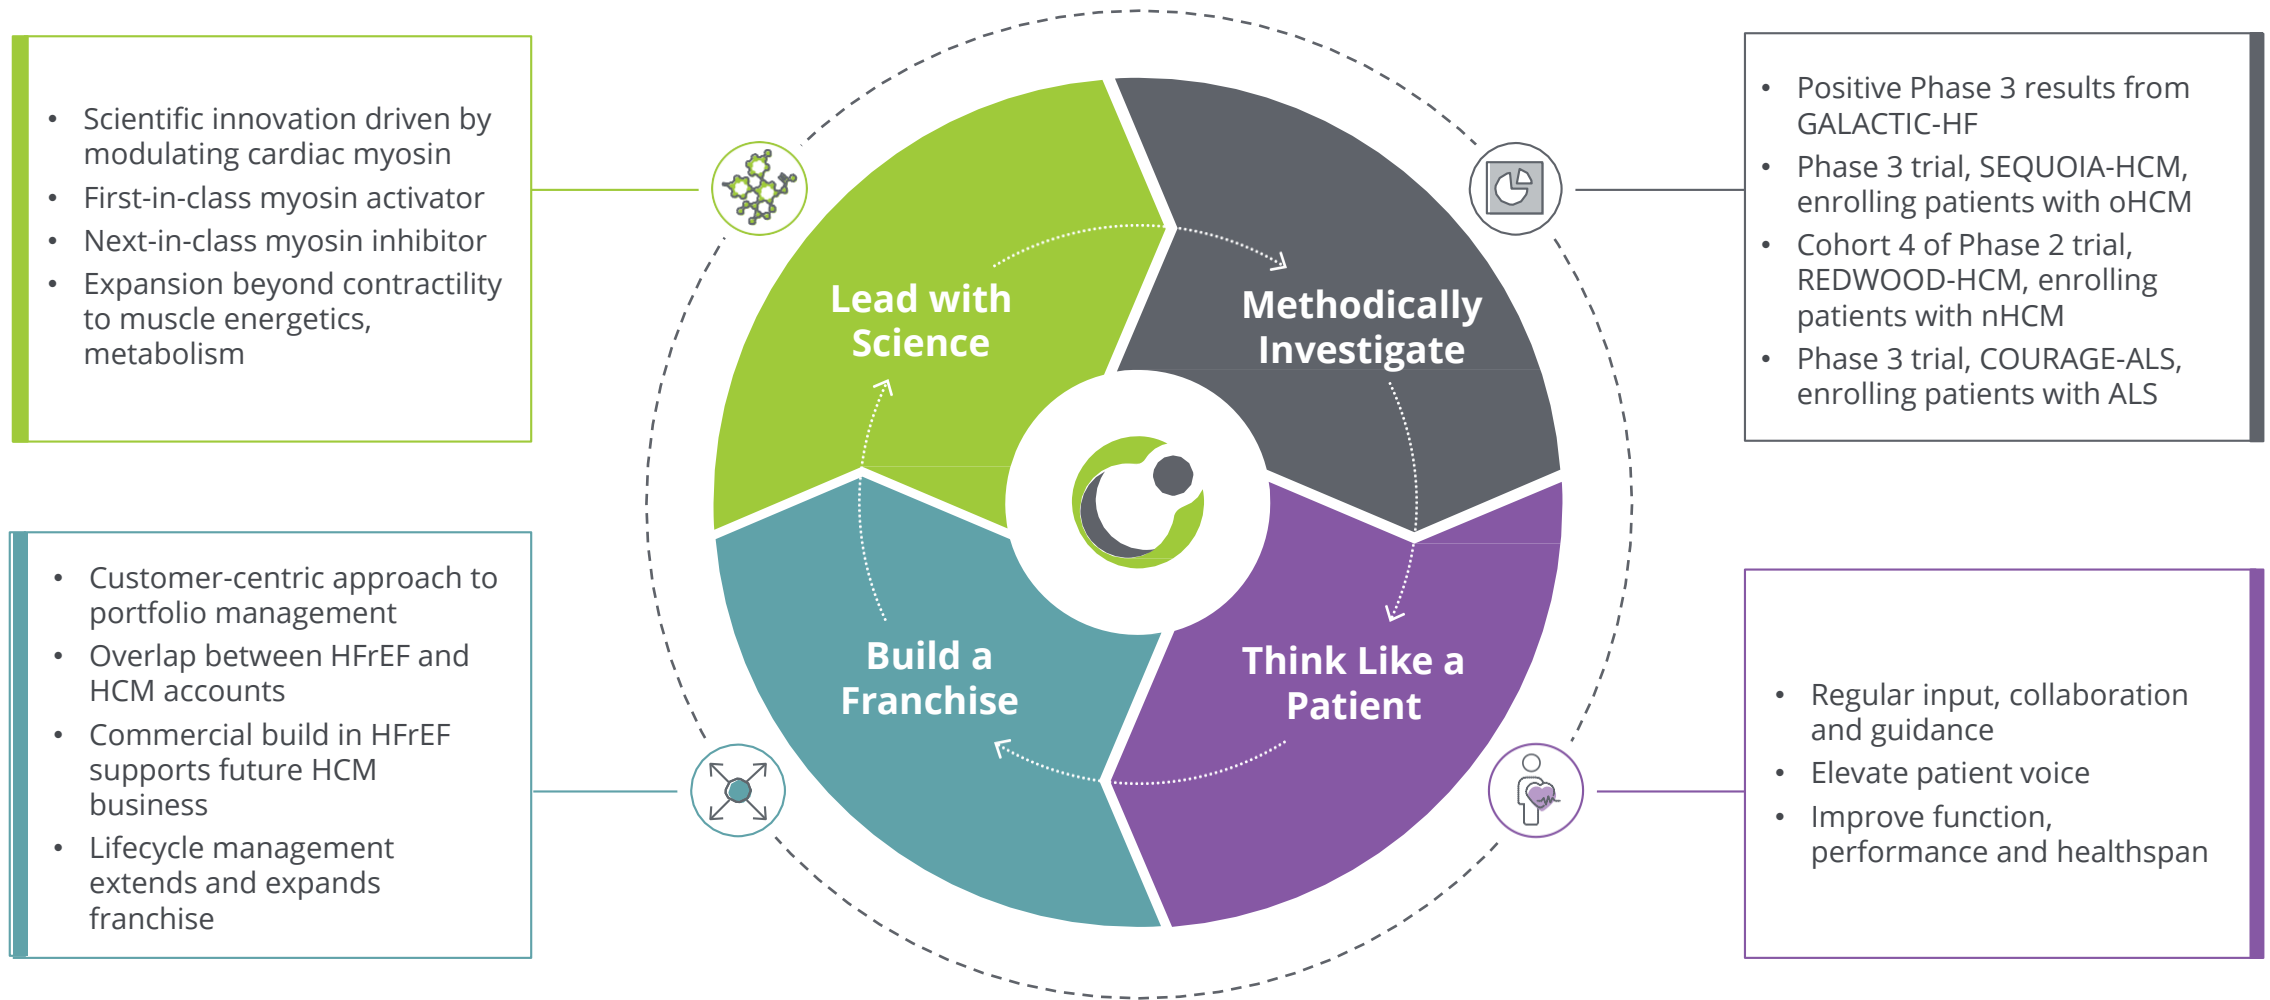 • Scientific innovation driven by
modulating cardiac myosin
• First-in-class myosin activator
• Next-in-class myosin inhibitor
• Expansion beyond contractility
to muscle energetics,
metabolism
Lead with
Science
Methodically
Investigate
• Positive Phase 3 results from
GALACTIC-HF
• Phase 3 trial, SEQUOIA-HCM,
enrolling patients with oHCM
• Cohort 4 of Phase 2 trial,
REDWOOD-HCM, enrolling
patients with nHCM
• Phase 3 trial, COURAGE-ALS,
enrolling patients with ALS
• Customer-centric approach to
portfolio management
• Overlap between HFrEF and
HCM accounts
• Commercial build in HFrEF
supports future HCM
business
• Lifecycle management
extends and expands
franchise
Build a
Franchise
Think Like a
Patient
• Regular input, collaboration
and guidance
• Elevate patient voice
• Improve function,
performance and healthspan